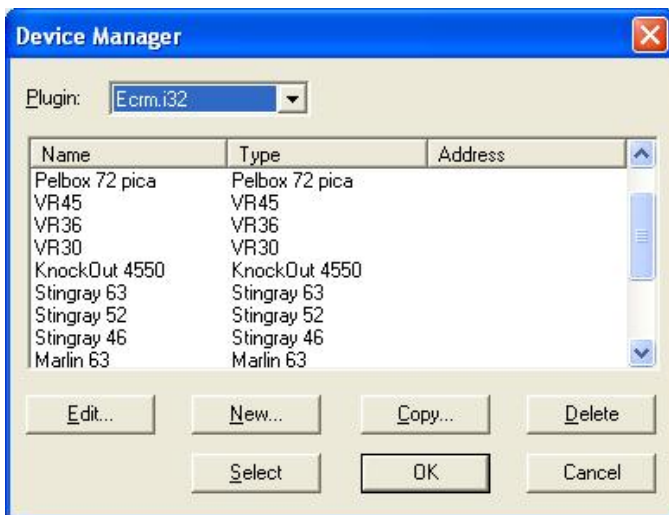 Device Manager
Plugin: Ecrm.i32
Name Type Address
Pelbox 72 pica Pelbox 72 pica
VR45 VR45
VR36 VR36
VR30 VR30
KnockOut 4550 KnockOut 4550
Stingray 63 Stingray 63
Stingray 52 Stingray 52
Stingray 46 Stingray 46
Marlin 63 Marlin 63
Edit... New... Copy... Delete
Select OK Cancel